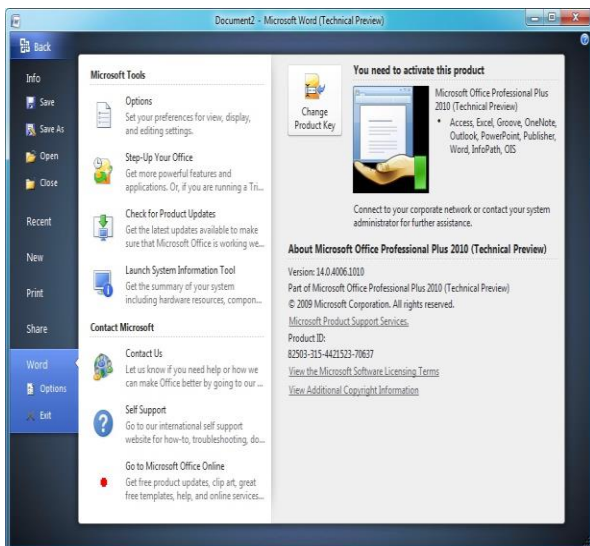 Document2 - Microsoft Word (Technical Preview)
Back
Info
Save
Save As
Open
Close
Recent
New
Print
Share
Word
Options
Exit
Microsoft Tools
Options
Set your preferences for view, display,
and editing settings.
Step-Up Your Office
Get more powerful features and
applications. Or, if you are running a Tri...
Check for Product Updates
Get the latest updates available to make
sure that Microsoft Office is working we...
Launch System Information Tool
Get the summary of your system
including hardware resources, compon...
Contact Microsoft
Contact Us
Let us know if you need help or how we
can make Office better by going to our ...
Self Support
Go to our international self support
website for how-to, troubleshooting, do...
Go to Microsoft Office Online
Get free product updates, clip art, great
free templates, help, and online services...
Change
Product Key
You need to activate this product
Microsoft Office Professional Plus
2010 (Technical Preview)
• Access, Excel, Groove, OneNote,
Outlook, PowerPoint, Publisher,
Word, InfoPath, OIS
Connect to your corporate network or contact your system
administrator for further assistance.
About Microsoft Office Professional Plus 2010 (Technical Preview)
Version: 14.0.4006.1010
Part of Microsoft Office Professional Plus 2010 (Technical Preview)
© 2009 Microsoft Corporation. All rights reserved.
Microsoft Product Support Services.
Product ID:
82503-315-4421523-70637
View the Microsoft Software Licensing Terms
View Additional Copyright Information